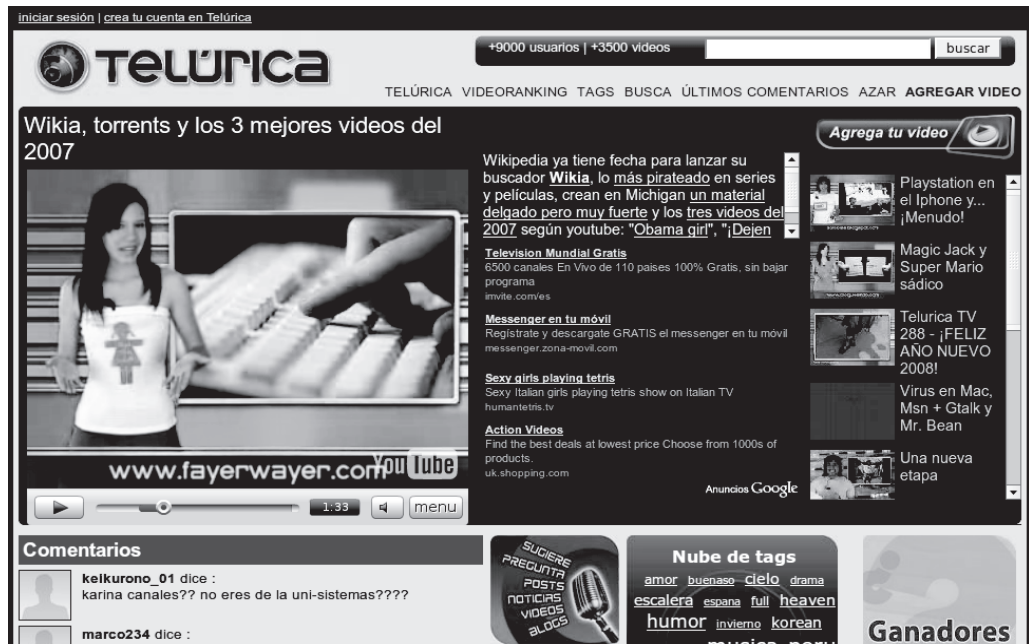 iniciar sesión | crea tu cuenta en Telúrica
TELÚRICA
+9000 usuarios | +3500 videos
buscar
TELÚRICA VIDEORANKING TAGS BUSCA ÚLTIMOS COMENTARIOS AZAR AGREGAR VIDEO
Wikia, torrents y los 3 mejores videos del
2007
www.fayerwayer.com
You Tube
1:33
menu
Wikipedia ya tiene fecha para lanzar su
buscador Wikia, lo más pirateado en series
y películas, crean en Michigan un material
delgado pero muy fuerte y los tres videos del
2007 según youtube: "Obama girl", "¡Dejen
Television Mundial Gratis
6500 canales En Vivo de 110 paises 100% Gratis, sin bajar
programa
imvite.com/es
Messenger en tu móvil
Regístrate y descargate GRATIS el messenger en tu móvil
messenger.zona-movil.com
Sexy girls playing tetris
Sexy Italian girls playing tetris show on Italian TV
humantetris.tv
Action Videos
Find the best deals at lowest price Choose from 1000s of
products.
uk.shopping.com
Anuncios Google
Agrega tu video
Playstation en
el Iphone y...
¡Menudo!
Magic Jack y
Super Mario
sádico
Telurica TV
288 - ¡FELIZ
AÑO NUEVO
2008!
Virus en Mac,
Msn + Gtalk y
Mr. Bean
Una nueva
etapa
Comentarios
kelkurono_01 dice :
karina canales?? no eres de la uni-sistemas????
marco234 dice :
SUGIERE
PREGUNTA
POSTS
NOTICIAS
VIDEOS
BLOGS
Nube de tags
amor buenaso cielo drama
escalera espana full heaven
humor invierno korean
musica peru
Ganadores